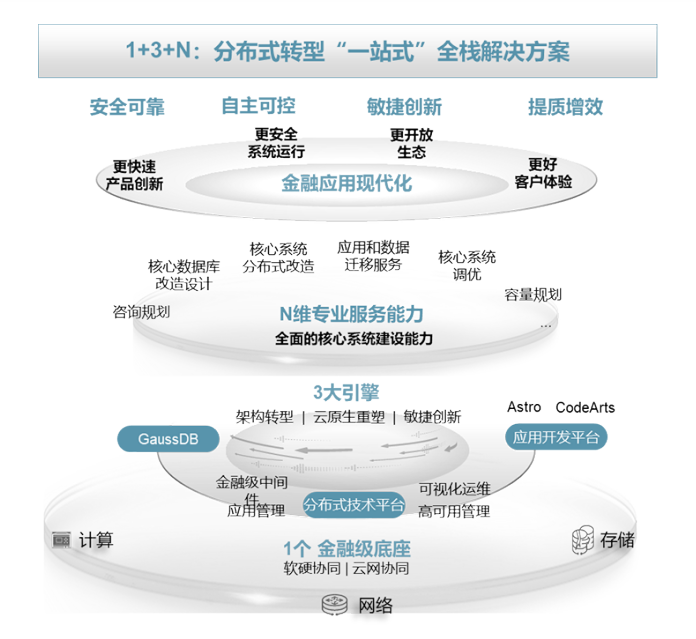 1+3+N：分布式转型“一站式”全栈解决方案
安全可靠
自主可控
敏捷创新
提质增效
更快速
产品创新
更安全
系统运行
更开放
生态
更好
客户体验
金融应用现代化
咨询规划
核心数据库
改造设计
核心系统
分布式改造
应用和数据
迁移服务
核心系统
调优
容量规划
...
N维专业服务能力
全面的核心系统建设能力
3大引擎
架构转型 | 云原生重塑 | 敏捷创新
GaussDB
Astro CodeArts
应用开发平台
金融级中间
件
应用管理
分布式技术平台
可视化运维
高可用管理
计算
1个 金融级底座
软硬协同 | 云网协同
存储
网络